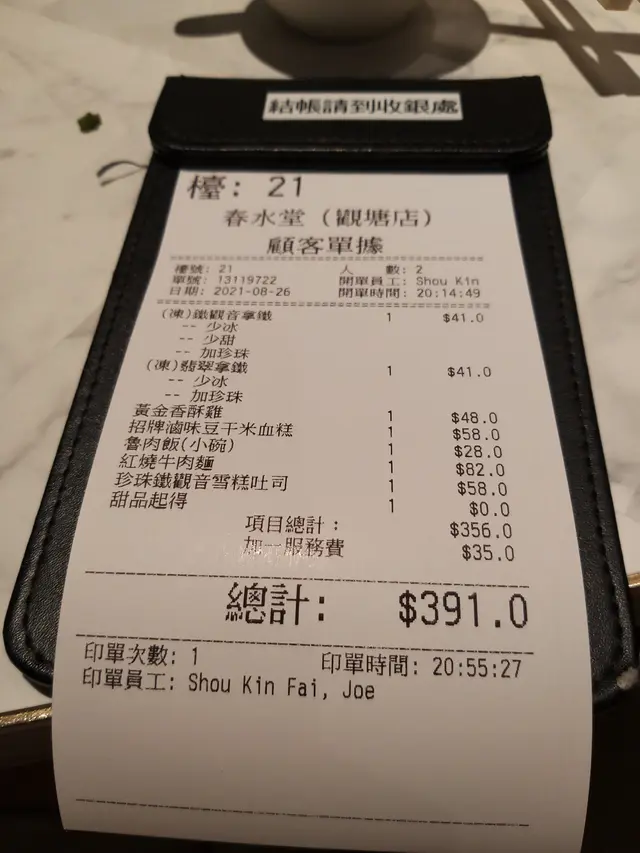 結帳請到收銀處
檯: 21
春水堂 (觀塘店)
顧客單據
檯號: 21 人 數: 2
單號: 13119722 開單員工: Shou Kin
日期: 2021-08-26 開單時間: 20:14:49
(凍)鐵觀音拿鐵 1 $41.0
-- 少冰
-- 少甜
-- 加珍珠
(凍)翡翠拿鐵 1 $41.0
-- 少冰
-- 加珍珠
黃金香酥雞 1 $48.0
招牌滷味豆干米血糕 1 $58.0
魯肉飯(小碗) 1 $28.0
紅燒牛肉麵 1 $82.0
珍珠鐵觀音雪糕吐司 1 $58.0
甜品起得 1 $0.0
項目總計: $356.0
加一服務費 $35.0
總計: $391.0
印單次數: 1 印單時間: 20:55:27
印單員工: Shou Kin Fai, Joe